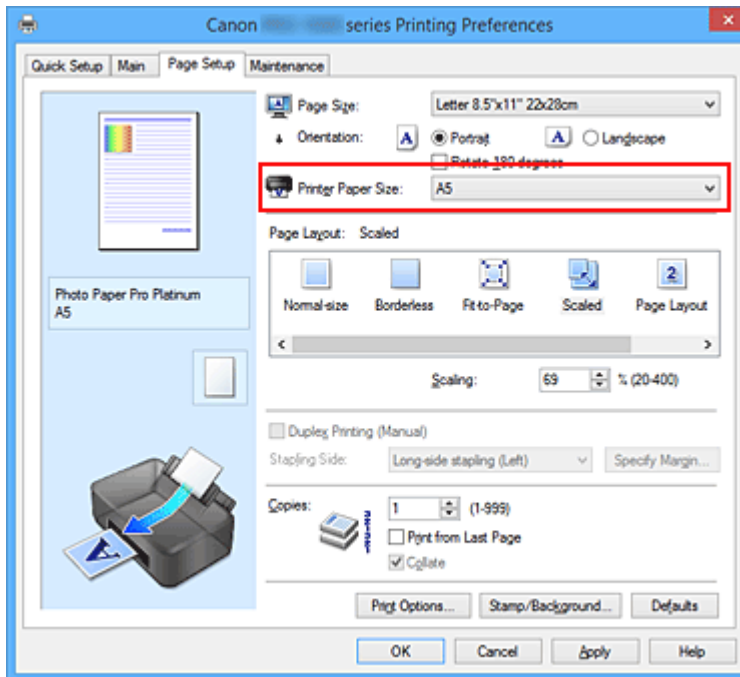 Canon series Printing Preferences
Quick Setup Main Page Setup Maintenance
Page Size: Letter 8.5"x11" 22x28cm
Orientation: A Portrait A Landscape
Rotate 180 degrees
Printer Paper Size: A5
Page Layout: Scaled
Photo Paper Pro Platinum
A5
2
Normal-size Borderless Fit-to-Page Scaled Page Layout
Scaling: 69 % (20-400)
Duplex Printing (Manual)
Stapling Side: Long-side stapling (Left) Specify Margin...
Copies: 1 (1-999)
Print from Last Page
Collate
A
Print Options... Stamp/Background... Defaults
OK Cancel Apply Help